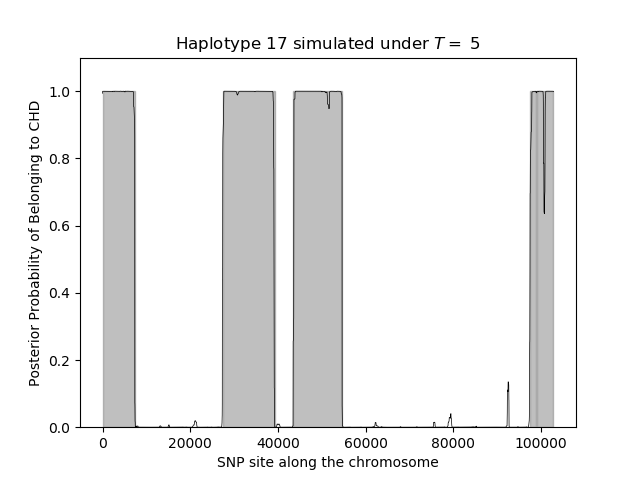 Haplotype 17 simulated under T = 5
Posterior Probability of Belonging to CHD
1.0
0.8
0.6
0.4
0.2
0.0
0 20000 40000 60000 80000 100000
SNP site along the chromosome